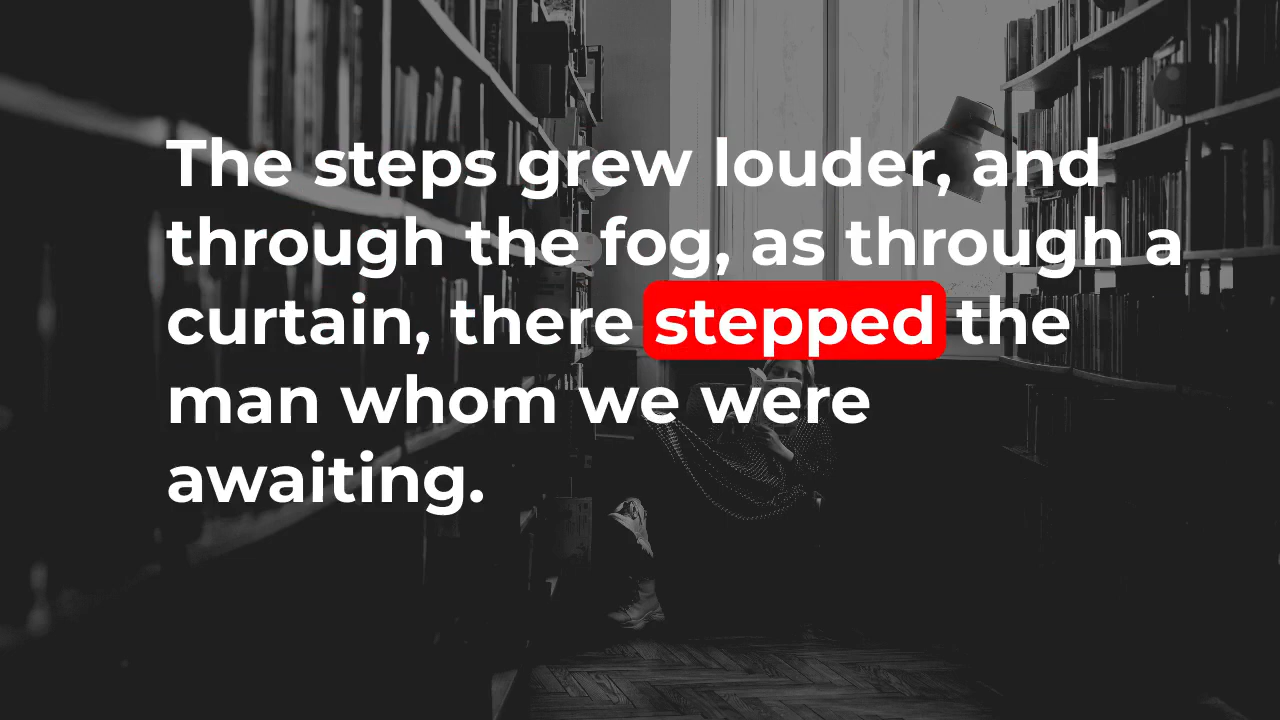 The steps grew louder, and
through the fog, as through a
curtain, there stepped the
man whom we were
awaiting.